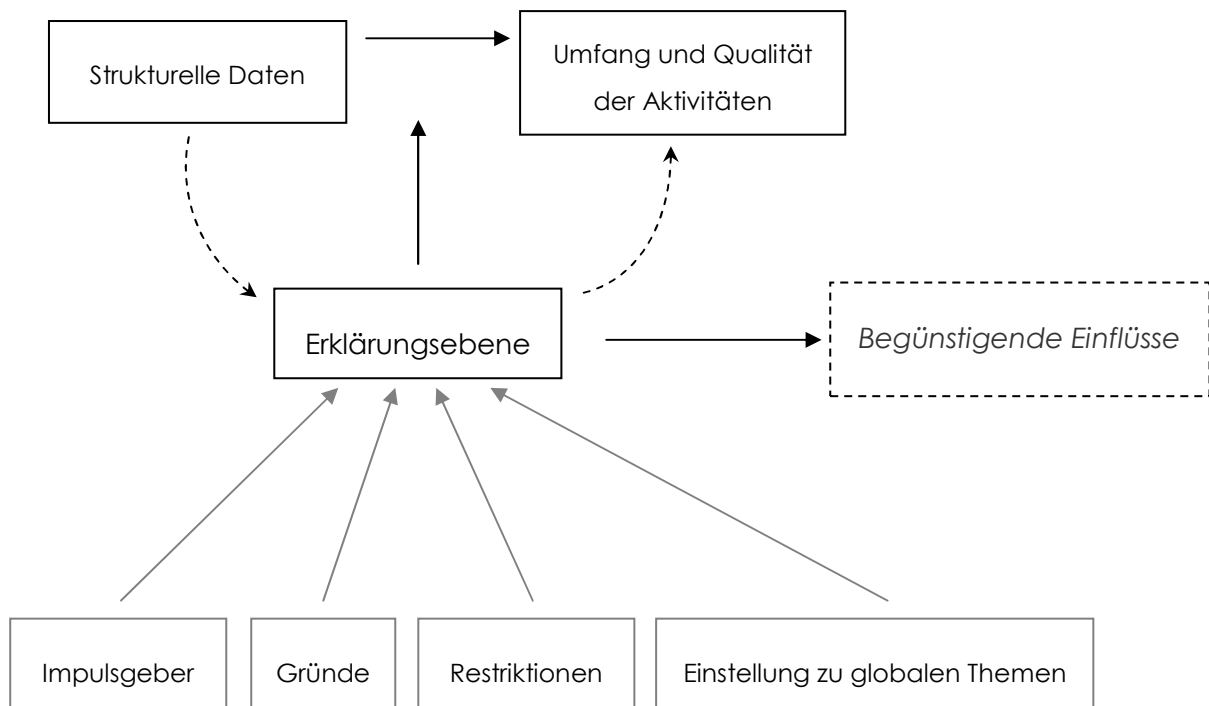 Strukturelle Daten
Umfang und Qualität
der Aktivitäten
Erklärungsebene
Begünstigende Einflüsse
Impulsgeber
Gründe
Restriktionen
Einstellung zu globalen Themen